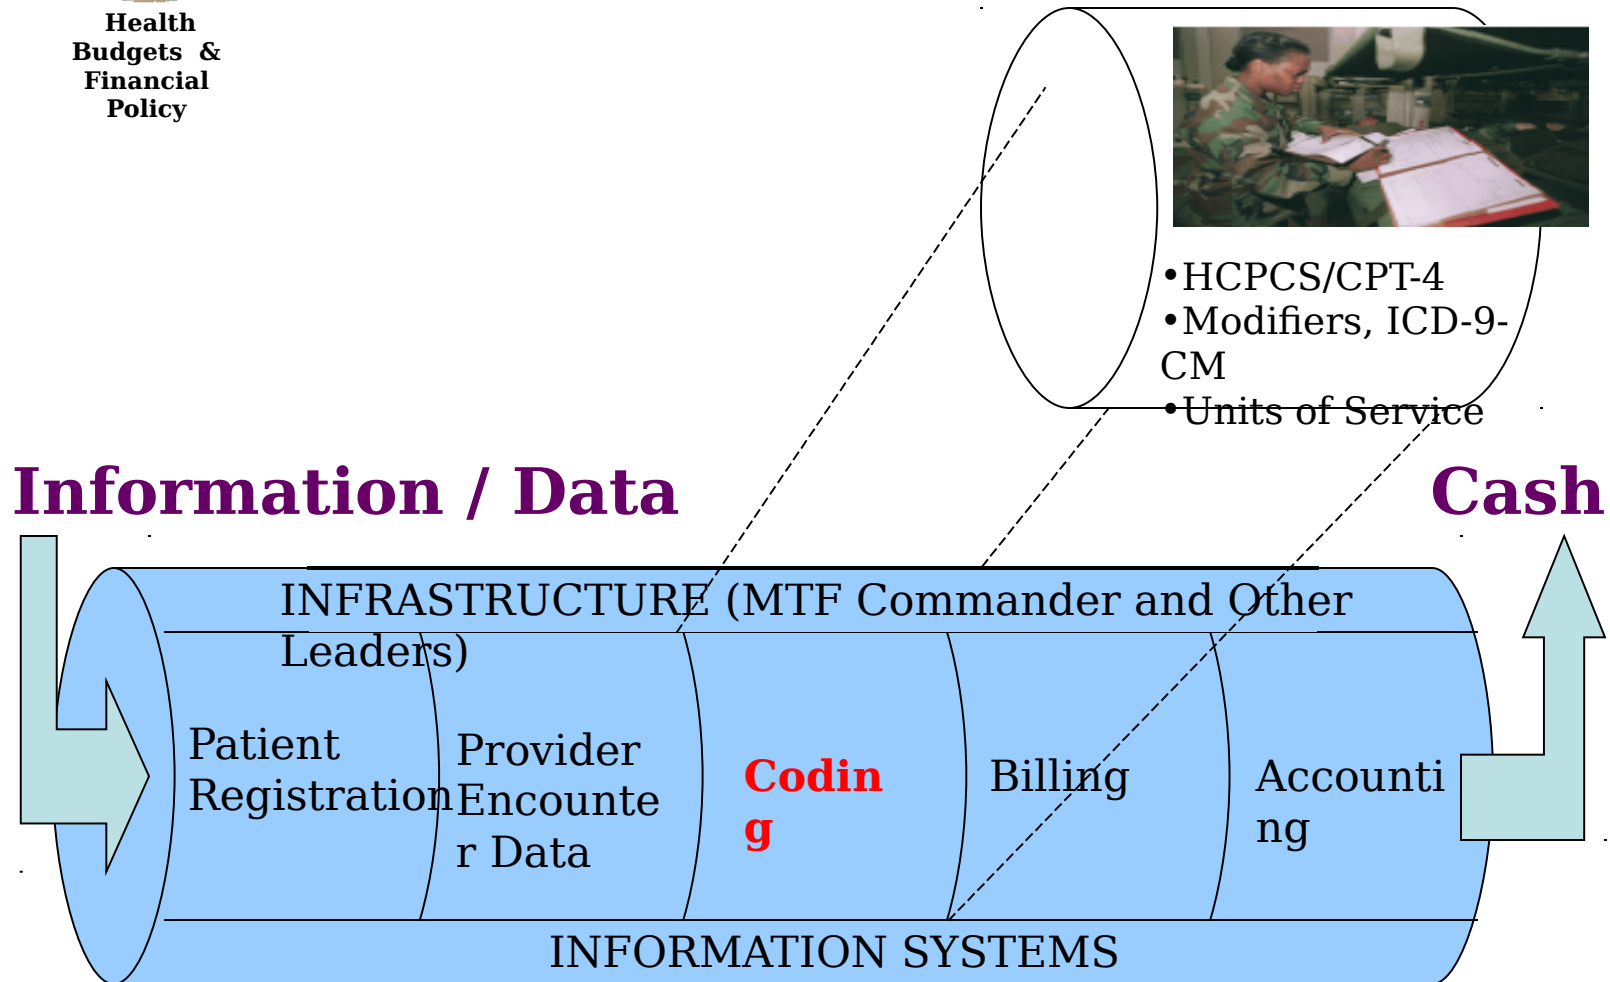 Health
Budgets & 
Financial
Policy
•HCPCS/CPT-4
•Modifiers, ICD-9-
CM
•Units of Service
Information / Data
Cash
INFRASTRUCTURE (MTF Commander and Other
Leaders)
Patient
Registration
Provider
Encounte
r Data
Codin
g
Billing
Accounti
ng
INFORMATION SYSTEMS